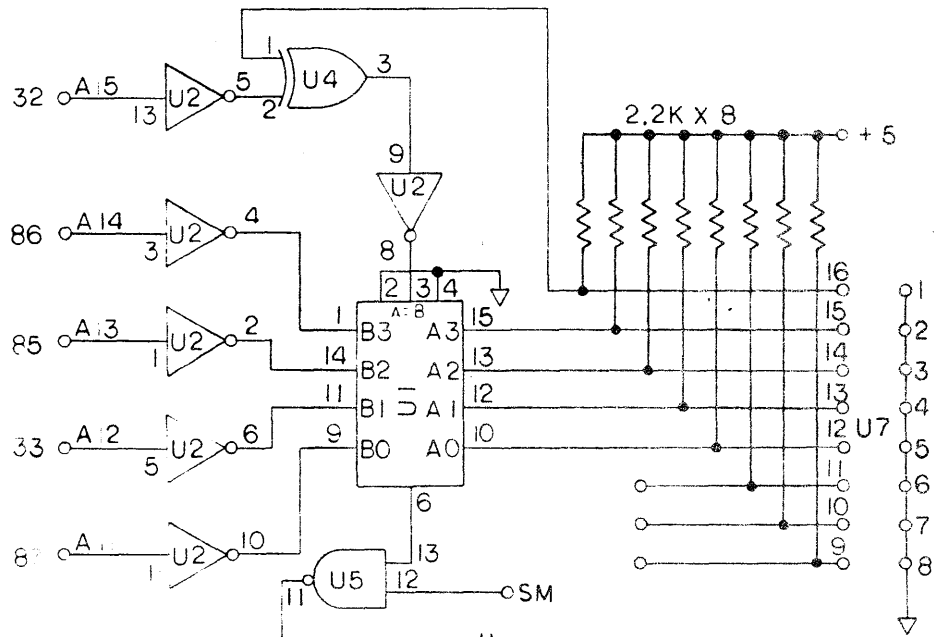 1 3
32 A15 U2 5 U4
13 2
2.2K X 8
+5
9
U2
86 A14 U2 4
3 8
2 3 4 16 1
A=B
1 B3 A3 15 15 2
85 A13 U2 2
1 14 B2 A2 13 14 3
11 B1 U1 A1 12 13 4
33 A12 U2 6
5 9 B0 A0 10 12 U7 5
11 6
6
10 7
U2 10
13 9 8
U5 12
11 SM